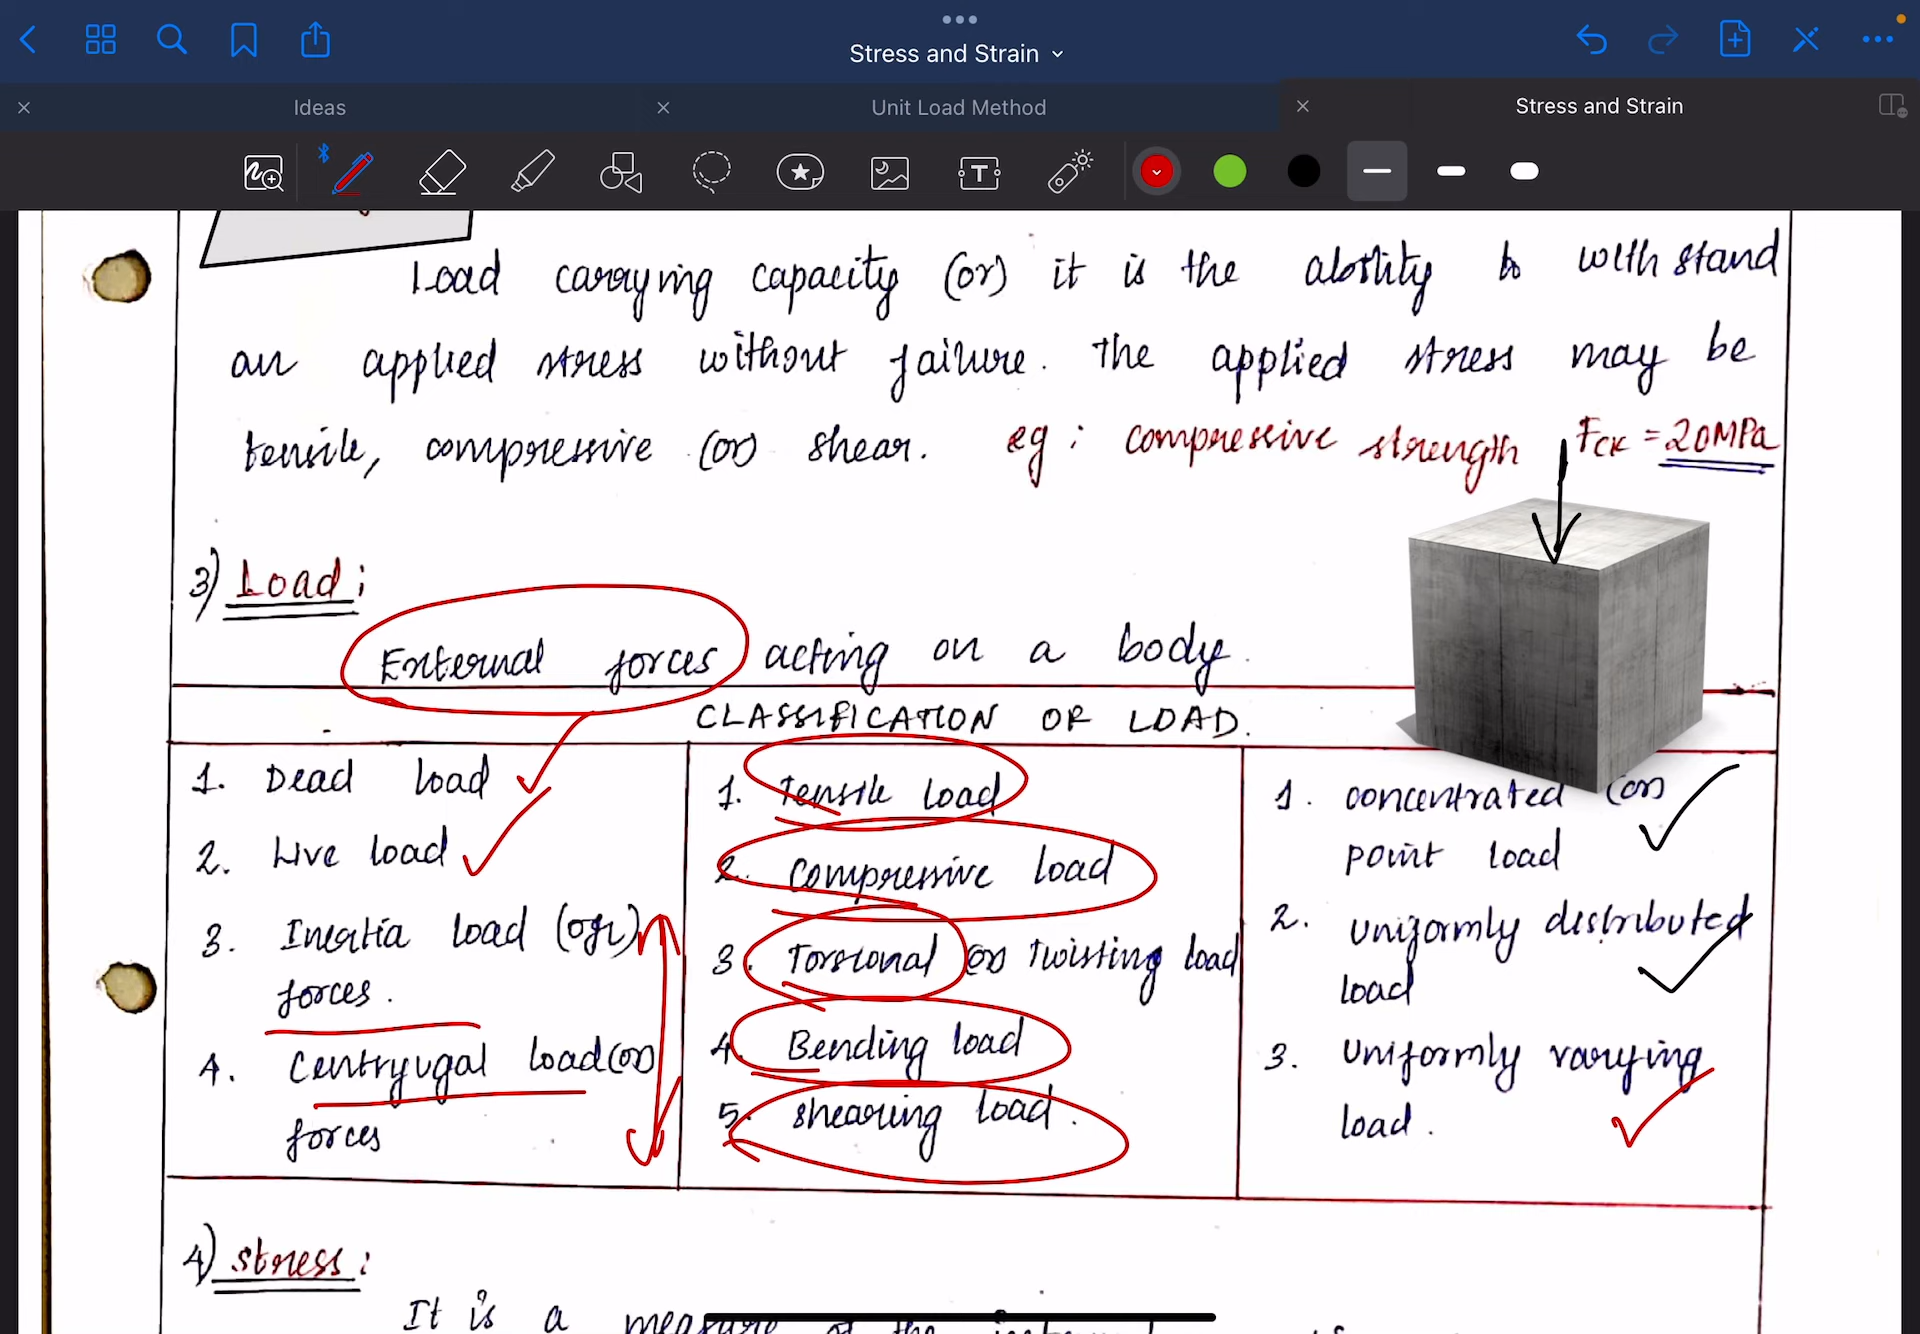 Stress and Strain
Ideas
Unit Load Method
Stress and Strain
Load carrying capacity (or) it is the ability to with stand
an applied stress without failure. The applied stress may be
tensile, compressive (or) shear. eg : compressive strength Fck = 20MPa
3) Load :
External forces acting on a body.
CLASSIFICATION OF LOAD.
1. Dead load
2. Live load
3. Inertia load (or)
forces.
4. Centrifugal load (or)
forces
1. Tensile load
2. Compressive load
3. Torsional (or) Twisting load
4. Bending load
5. shearing load.
1. concentrated (or)
point load
2. uniformly distributed
load
3. Uniformly varying
load.
4) stress :
It is a measure of the